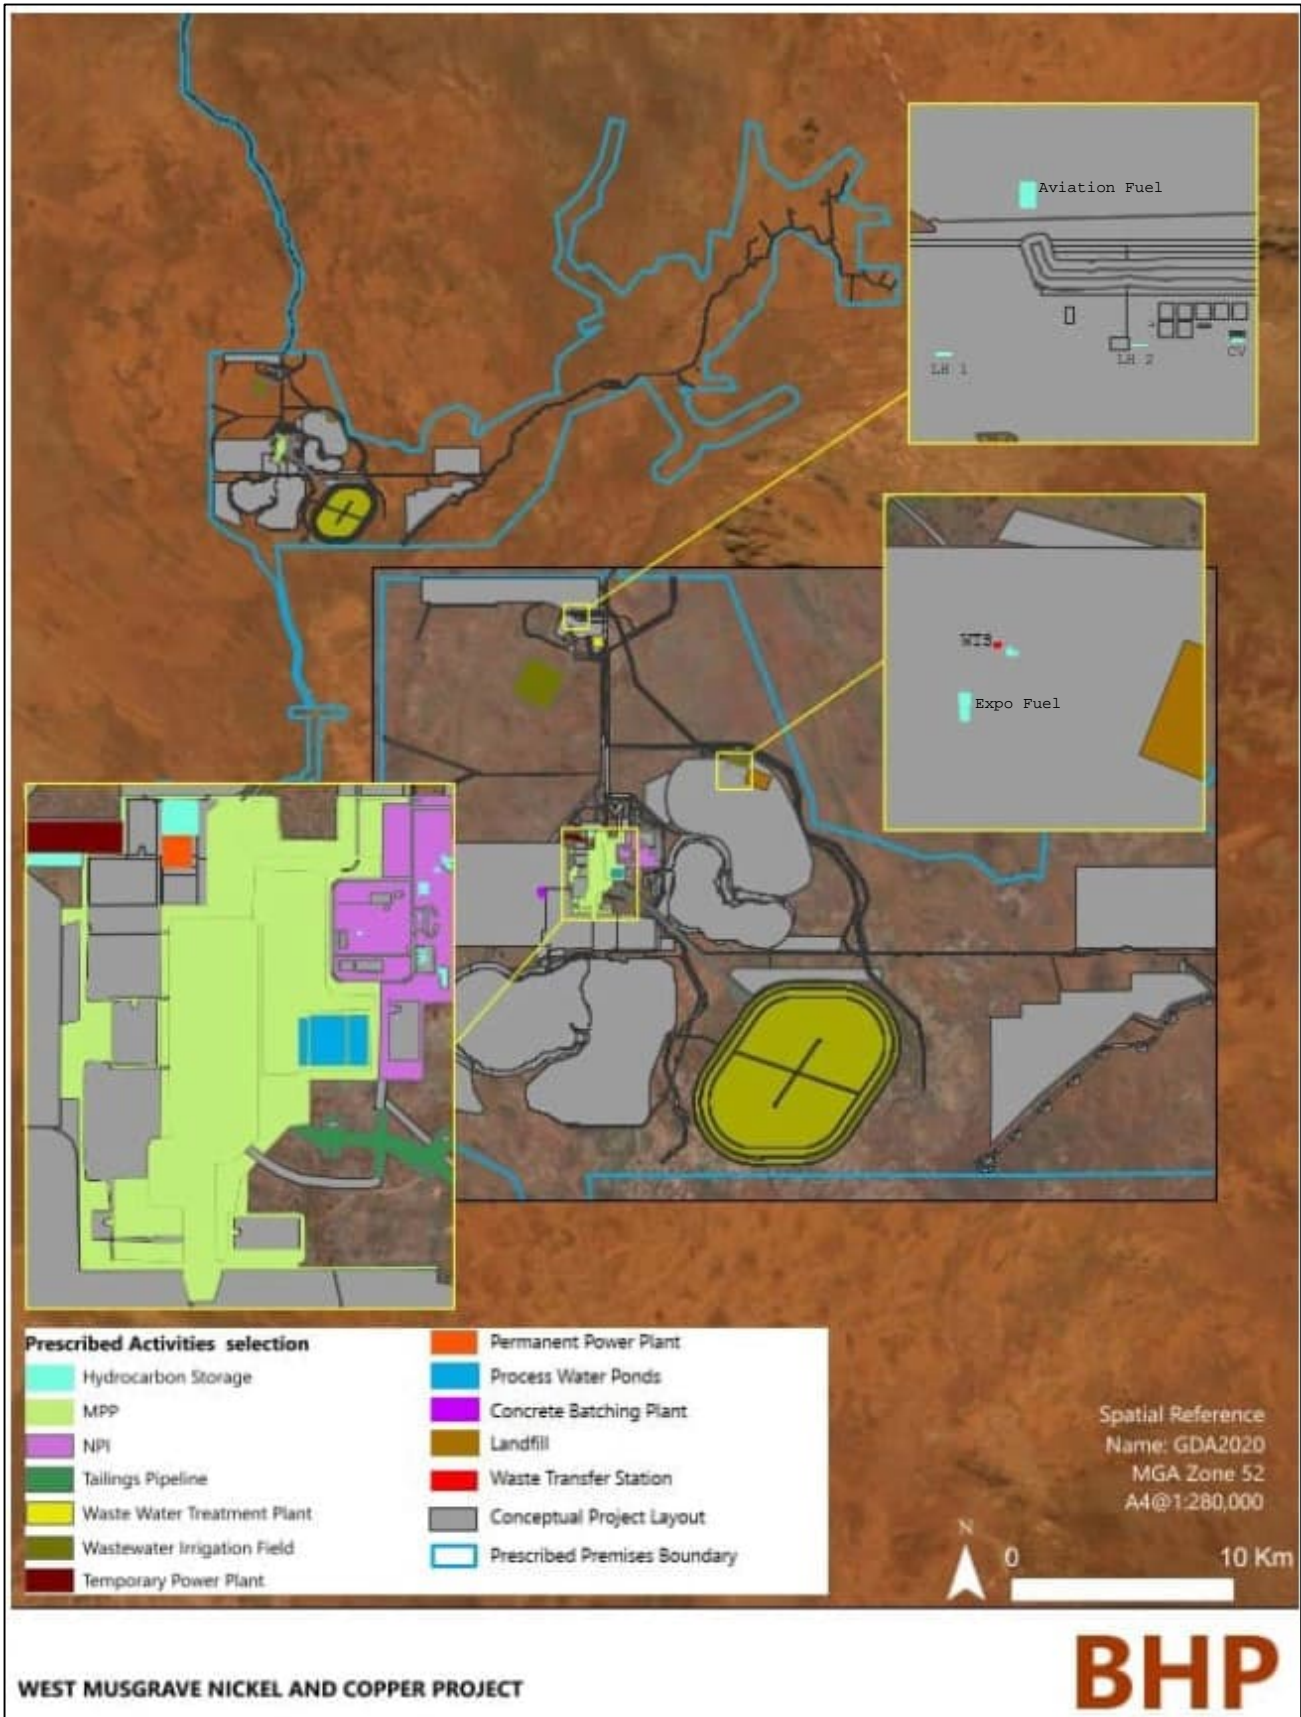 Aviation Fuel
LH 1
LH 2
CV
WTS
Expo Fuel
Prescribed Activities selection
Hydrocarbon Storage
MPP
NPI
Tailings Pipeline
Waste Water Treatment Plant
Wastewater Irrigation Field
Temporary Power Plant
Permanent Power Plant
Process Water Ponds
Concrete Batching Plant
Landfill
Waste Transfer Station
Conceptual Project Layout
Prescribed Premises Boundary
Spatial Reference
Name: GDA2020
MGA Zone 52
A4@1:280,000
N
0 10 Km
WEST MUSGRAVE NICKEL AND COPPER PROJECT
BHP